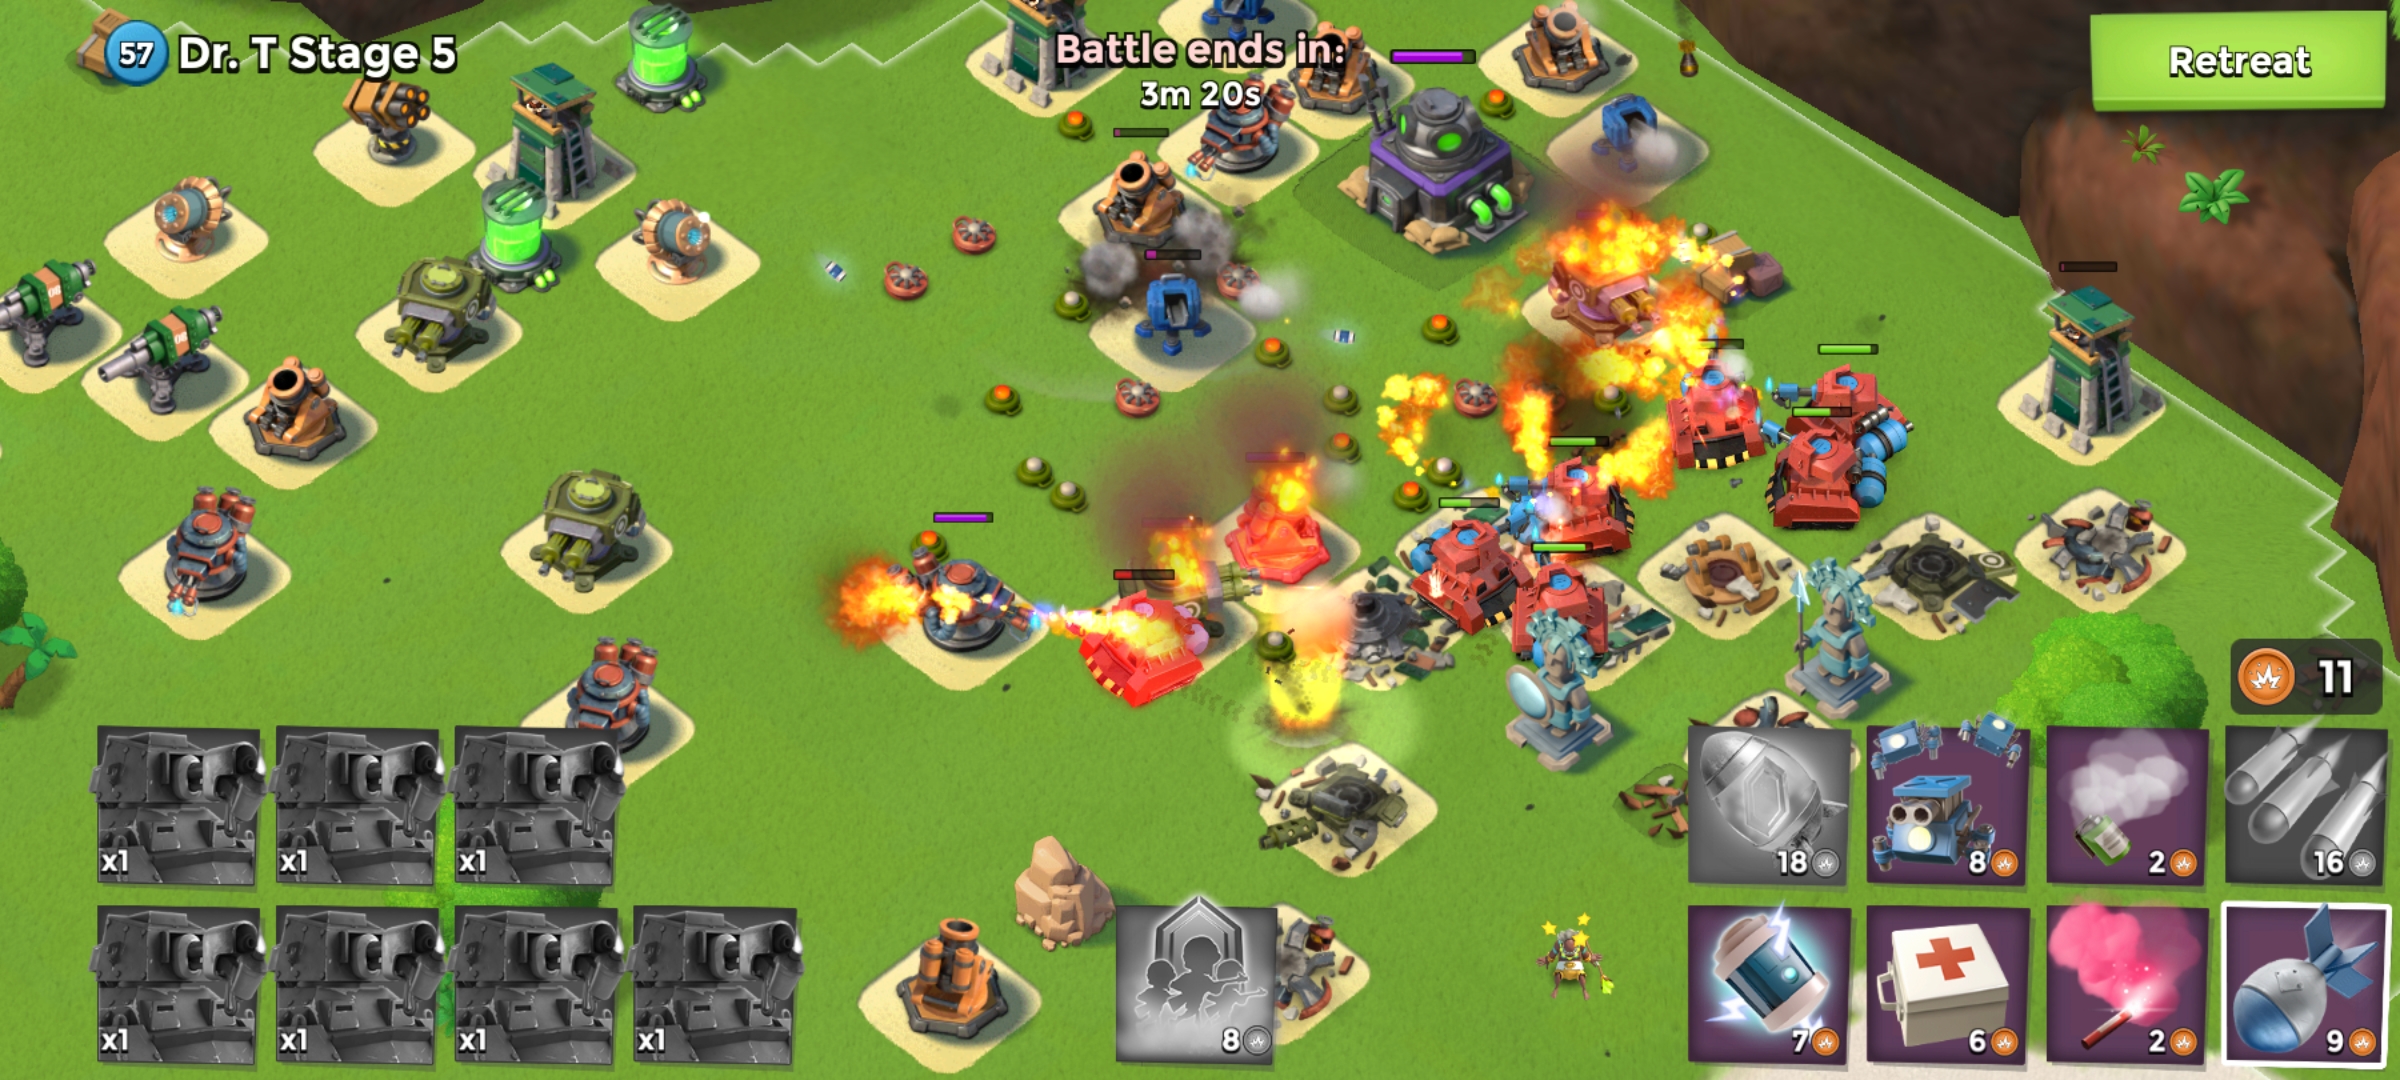 57 Dr. T Stage 5
Battle ends in:
3m 20s
Retreat
11
x1 x1 x1
18 8 2 16
x1 x1 x1 x1
8
7 6 2 9